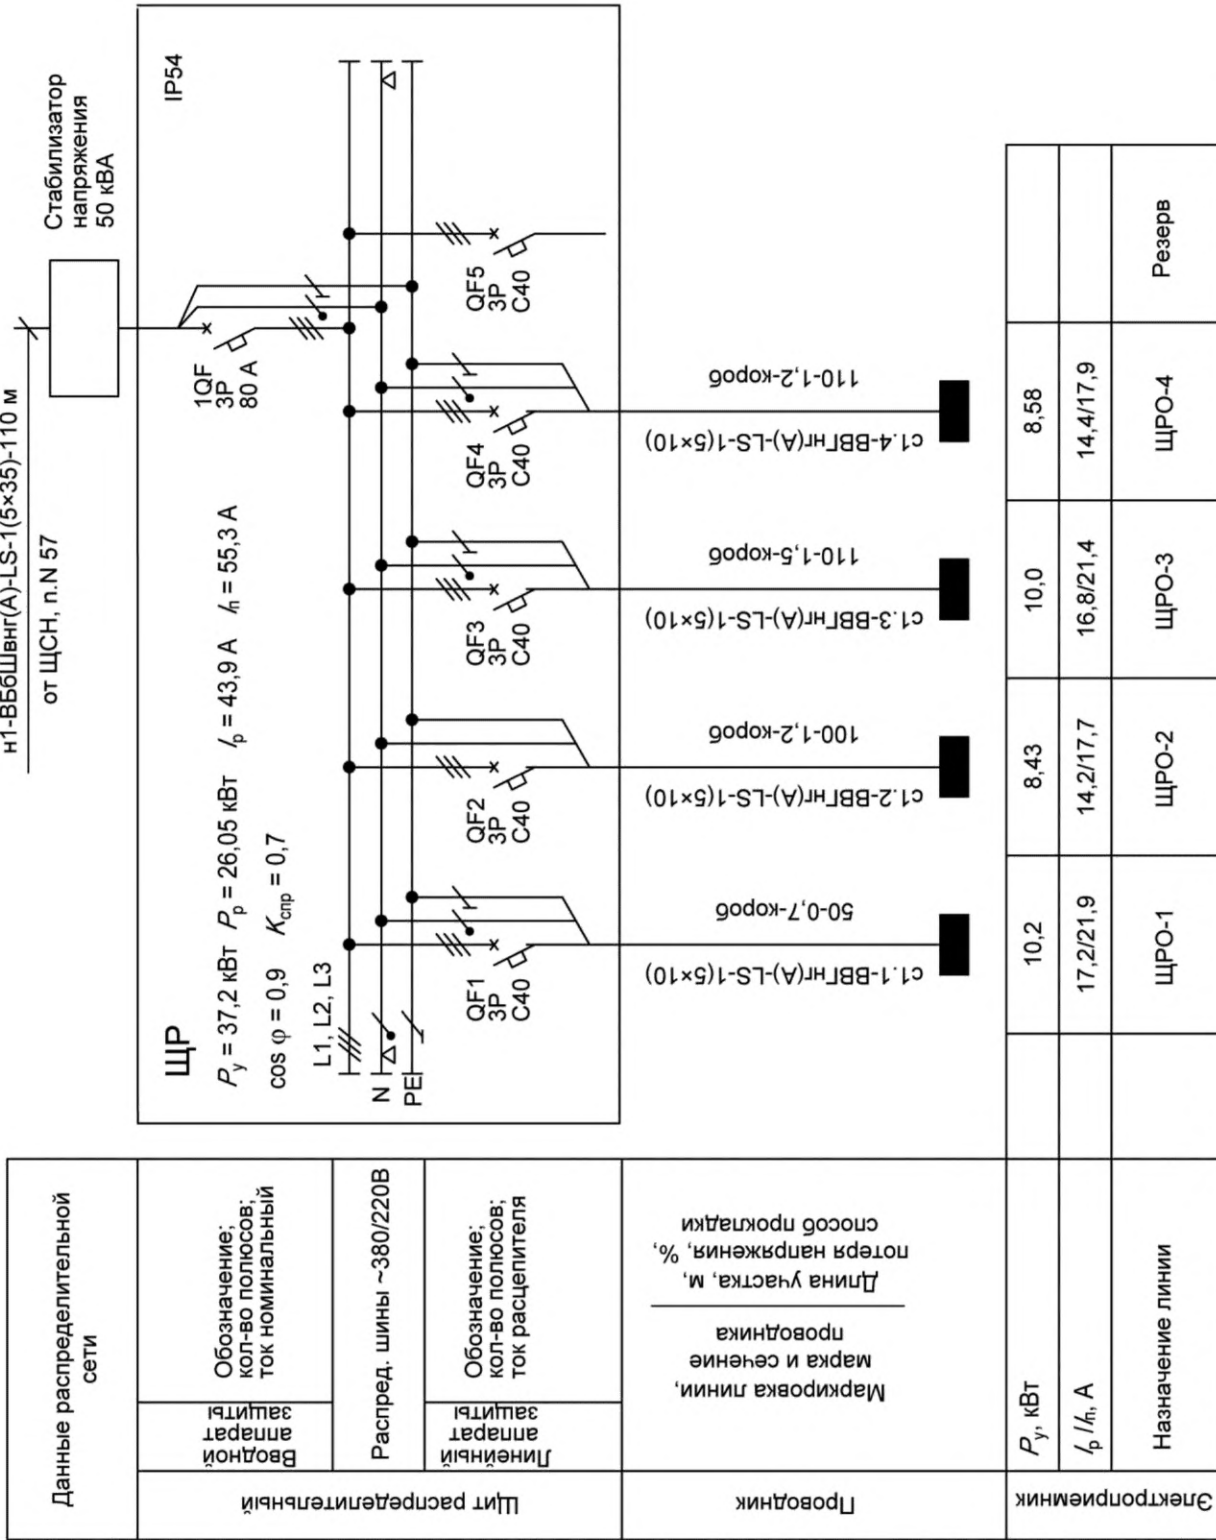 н1-ВБбШвнг(А)-LS-1(5×35)-110 м
от ЩСН, п.N 57
Стабилизатор
напряжения
50 кВА
Данные распределительной
сети
Щит распределительный
Вводной
аппарат
защиты
Обозначение;
кол-во полюсов;
ток номинальный
Распред. шины ~380/220В
Линейный
аппарат
защиты
Обозначение;
кол-во полюсов;
ток расцепителя
ЩР
IP54
Pу = 37,2 кВт Pр = 26,05 кВт Iр = 43,9 А Iп = 55,3 А
cos φ = 0,9 Kспр = 0,7
1QF
3P
80 А
L1, L2, L3
N
PE
QF1
3P
C40
QF2
3P
C40
QF3
3P
C40
QF4
3P
C40
QF5
3P
C40
Проводник
Маркировка линии,
марка и сечение
проводника
Длина участка, м,
потеря напряжения, %,
способ прокладки
с1.1-ВВГнг(А)-LS-1(5×10)
50-0,7-короб
с1.2-ВВГнг(А)-LS-1(5×10)
100-1,2-короб
с1.3-ВВГнг(А)-LS-1(5×10)
110-1,5-короб
с1.4-ВВГнг(А)-LS-1(5×10)
110-1,2-короб
Электроприемник
Pу, кВт
10,2
8,43
10,0
8,58
Iр /Iп, А
17,2/21,9
14,2/17,7
16,8/21,4
14,4/17,9
Назначение линии
ЩРО-1
ЩРО-2
ЩРО-3
ЩРО-4
Резерв